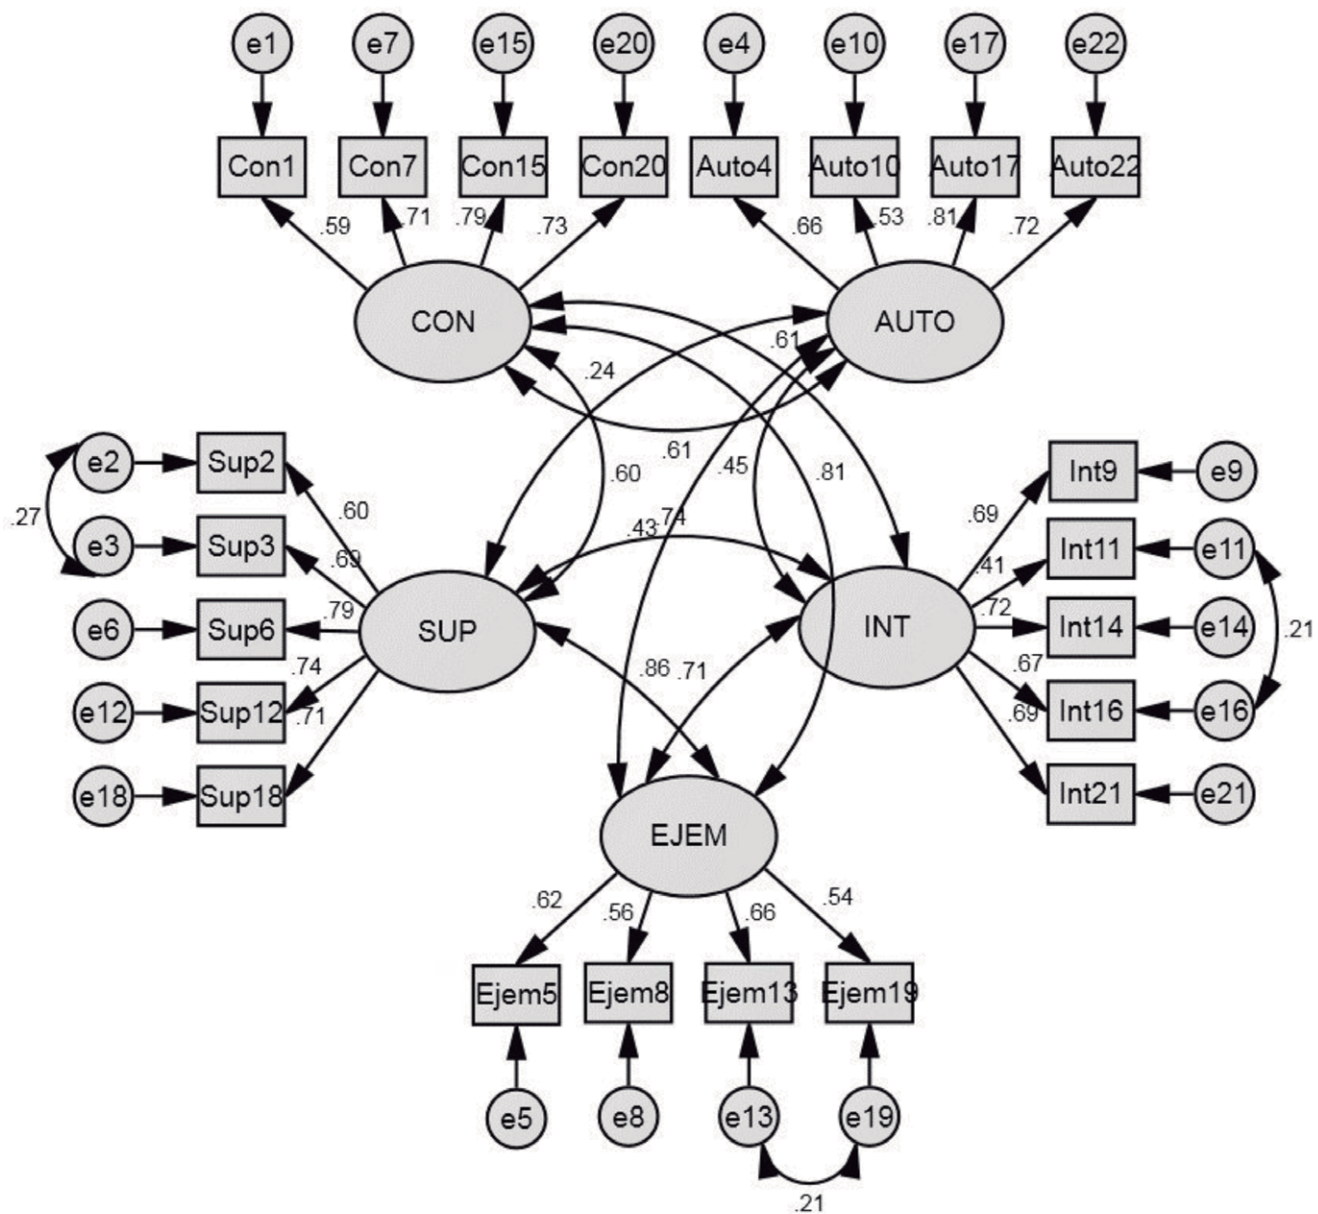 e1 e7 e15 e20 e4 e10 e17 e22
Con1 Con7 Con15 Con20 Auto4 Auto10 Auto17 Auto22
.59 .71 .79 .73 .66 .53 .81 .72
CON AUTO
.61
.24
.61 .45 .81
.60
.43 .74
e2 Sup2
.27
e3 Sup3
e6 Sup6
e12 Sup12
e18 Sup18
.60
.69
.79
.74
.71
SUP INT
.86 .71
.69
.41
.72
.67
.69
Int9 e9
Int11 e11
Int14 e14
.21
Int16 e16
Int21 e21
EJEM
.62 .56 .66 .54
Ejem5 Ejem8 Ejem13 Ejem19
e5 e8 e13 e19
.21